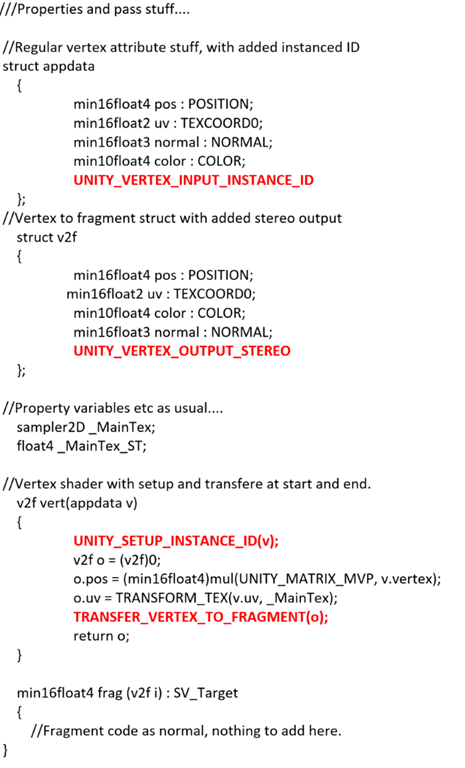 ///Properties and pass stuff....
//Regular vertex attribute stuff, with added instanced ID
struct appdata
{
min16float4 pos : POSITION;
min16float2 uv : TEXCOORD0;
min16float3 normal : NORMAL;
min10float4 color : COLOR;
UNITY_VERTEX_INPUT_INSTANCE_ID
};
//Vertex to fragment struct with added stereo output
struct v2f
{
min16float4 pos : POSITION;
min16float2 uv : TEXCOORD0;
min10float4 color : COLOR;
min16float3 normal : NORMAL;
UNITY_VERTEX_OUTPUT_STEREO
};
//Property variables etc as usual....
sampler2D _MainTex;
float4 _MainTex_ST;
//Vertex shader with setup and transfere at start and end.
v2f vert(appdata v)
{
UNITY_SETUP_INSTANCE_ID(v);
v2f o = (v2f)0;
o.pos = (min16float4)mul(UNITY_MATRIX_MVP, v.vertex);
o.uv = TRANSFORM_TEX(v.uv, _MainTex);
TRANSFER_VERTEX_TO_FRAGMENT(o);
return o;
}
min16float4 frag (v2f i) : SV_Target
{
//Fragment code as normal, nothing to add here.
}